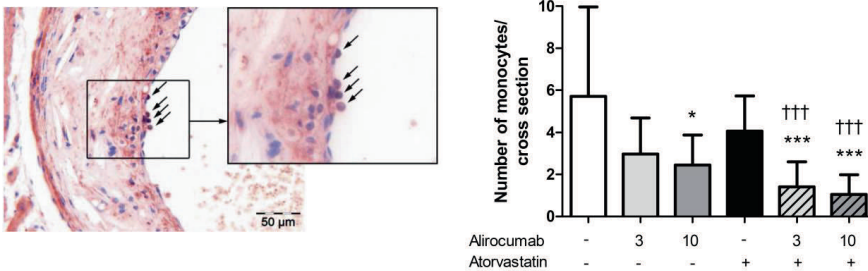 50 µm
Number of monocytes/
cross section
10
8
6
4
2
0
*
†††
***
†††
***
Alirocumab - 3 10 - 3 10
Atorvastatin - - - + + +